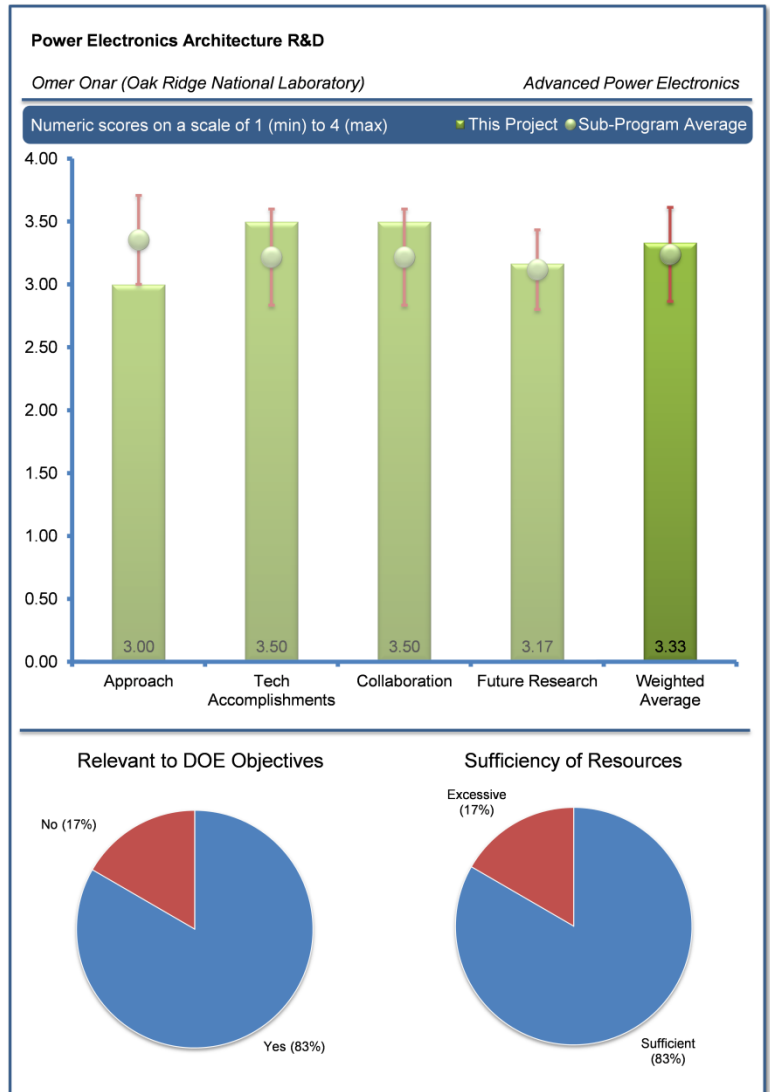 Power Electronics Architecture R&D
Omer Onar (Oak Ridge National Laboratory) Advanced Power Electronics
Numeric scores on a scale of 1 (min) to 4 (max) This Project Sub-Program Average
4.00
3.50
3.00
2.50
2.00
1.50
1.00
0.50
0.00
3.00 3.50 3.50 3.17 3.33
Approach Tech Accomplishments Collaboration Future Research Weighted Average
Relevant to DOE Objectives Sufficiency of Resources
No (17%)
Yes (83%)
Excessive
(17%)
Sufficient
(83%)